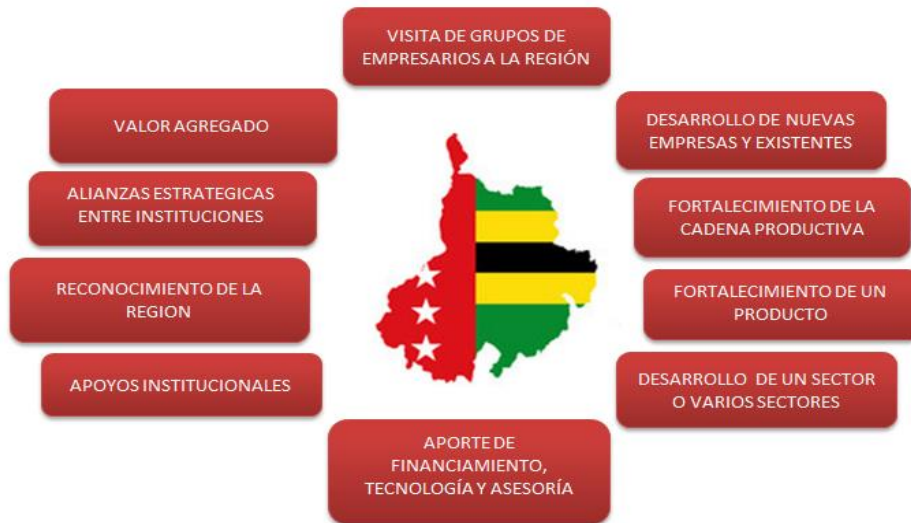 VISITA DE GRUPOS DE
EMPRESARIOS A LA REGIÓN
VALOR AGREGADO
DESARROLLO DE NUEVAS
EMPRESAS Y EXISTENTES
ALIANZAS ESTRATEGICAS
ENTRE INSTITUCIONES
FORTALECIMIENTO DE LA
CADENA PRODUCTIVA
RECONOCIMIENTO DE LA
REGION
FORTALECIMIENTO DE UN
PRODUCTO
APOYOS INSTITUCIONALES
DESARROLLO DE UN SECTOR
O VARIOS SECTORES
APORTE DE
FINANCIAMIENTO,
TECNOLOGÍA Y ASESORÍA